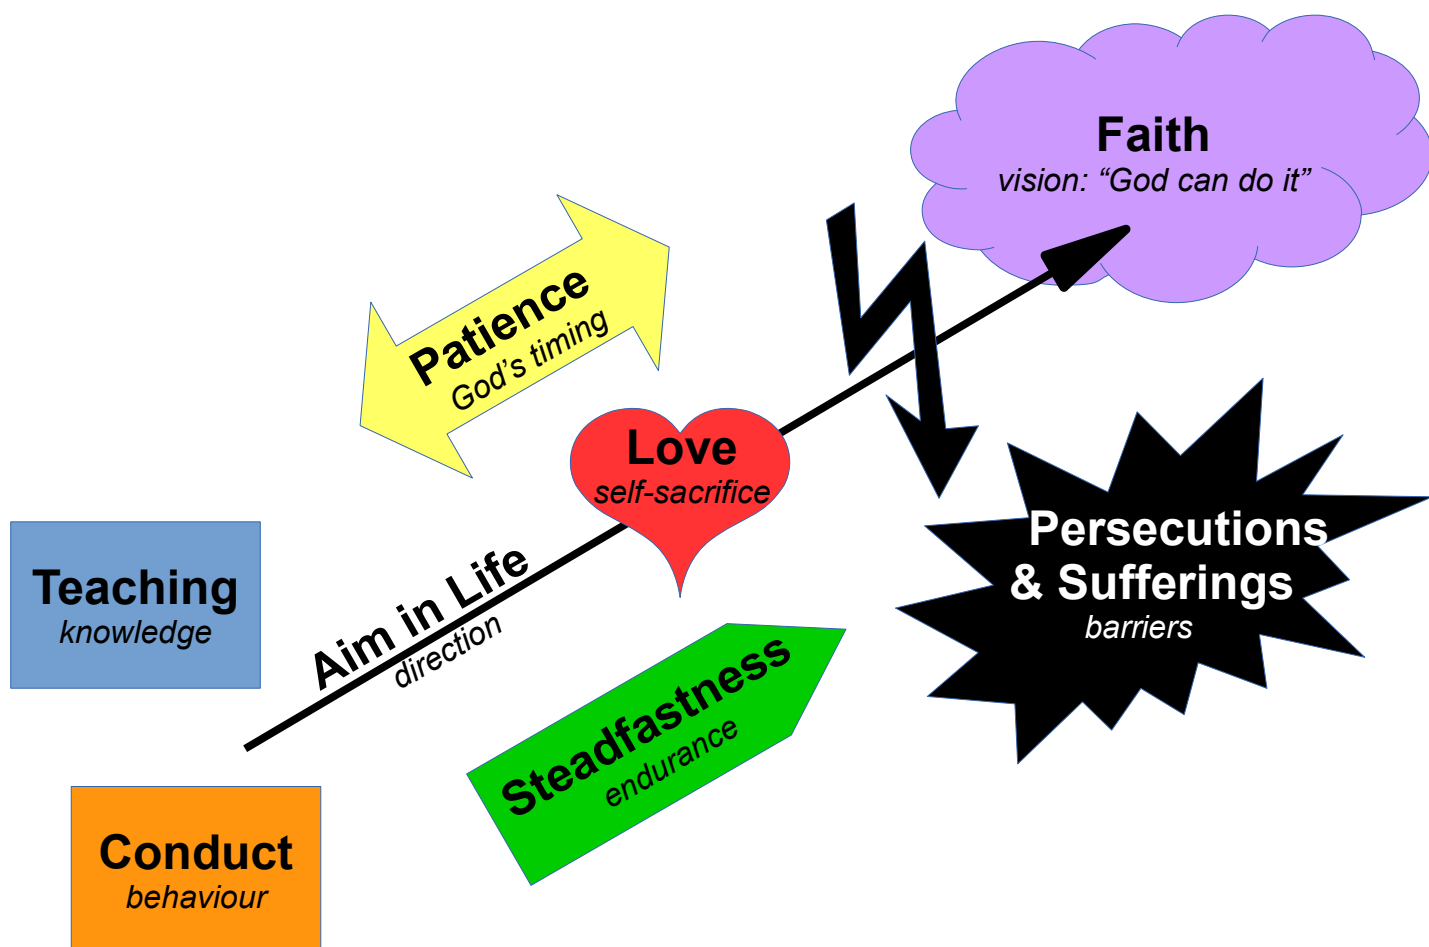 Faith
vision: “God can do it”
Patience
God’s timing
Love
self-sacrifice
Persecutions
& Sufferings
barriers
Teaching
knowledge
Aim in Life
direction
Steadfastness
endurance
Conduct
behaviour